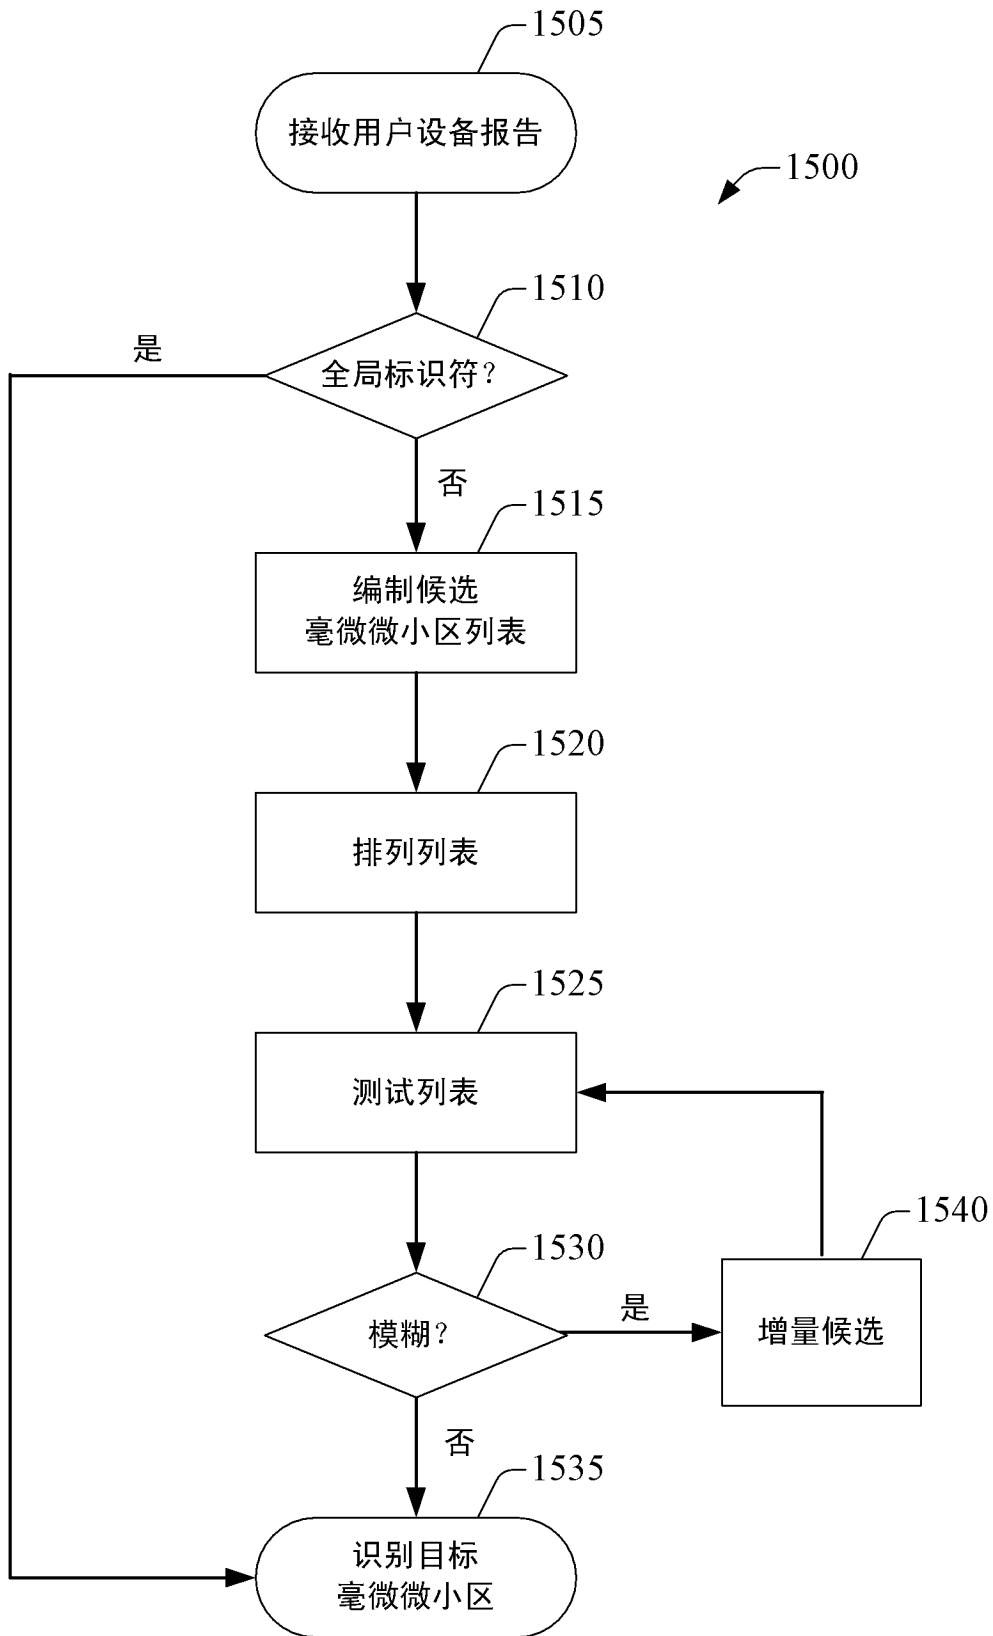 1505
接收用户设备报告
1500
1510
是
全局标识符？
否
1515
编制候选
毫微微小区列表
1520
排列列表
1525
测试列表
1540
1530
是
模糊？
增量候选
否
1535
识别目标
毫微微小区